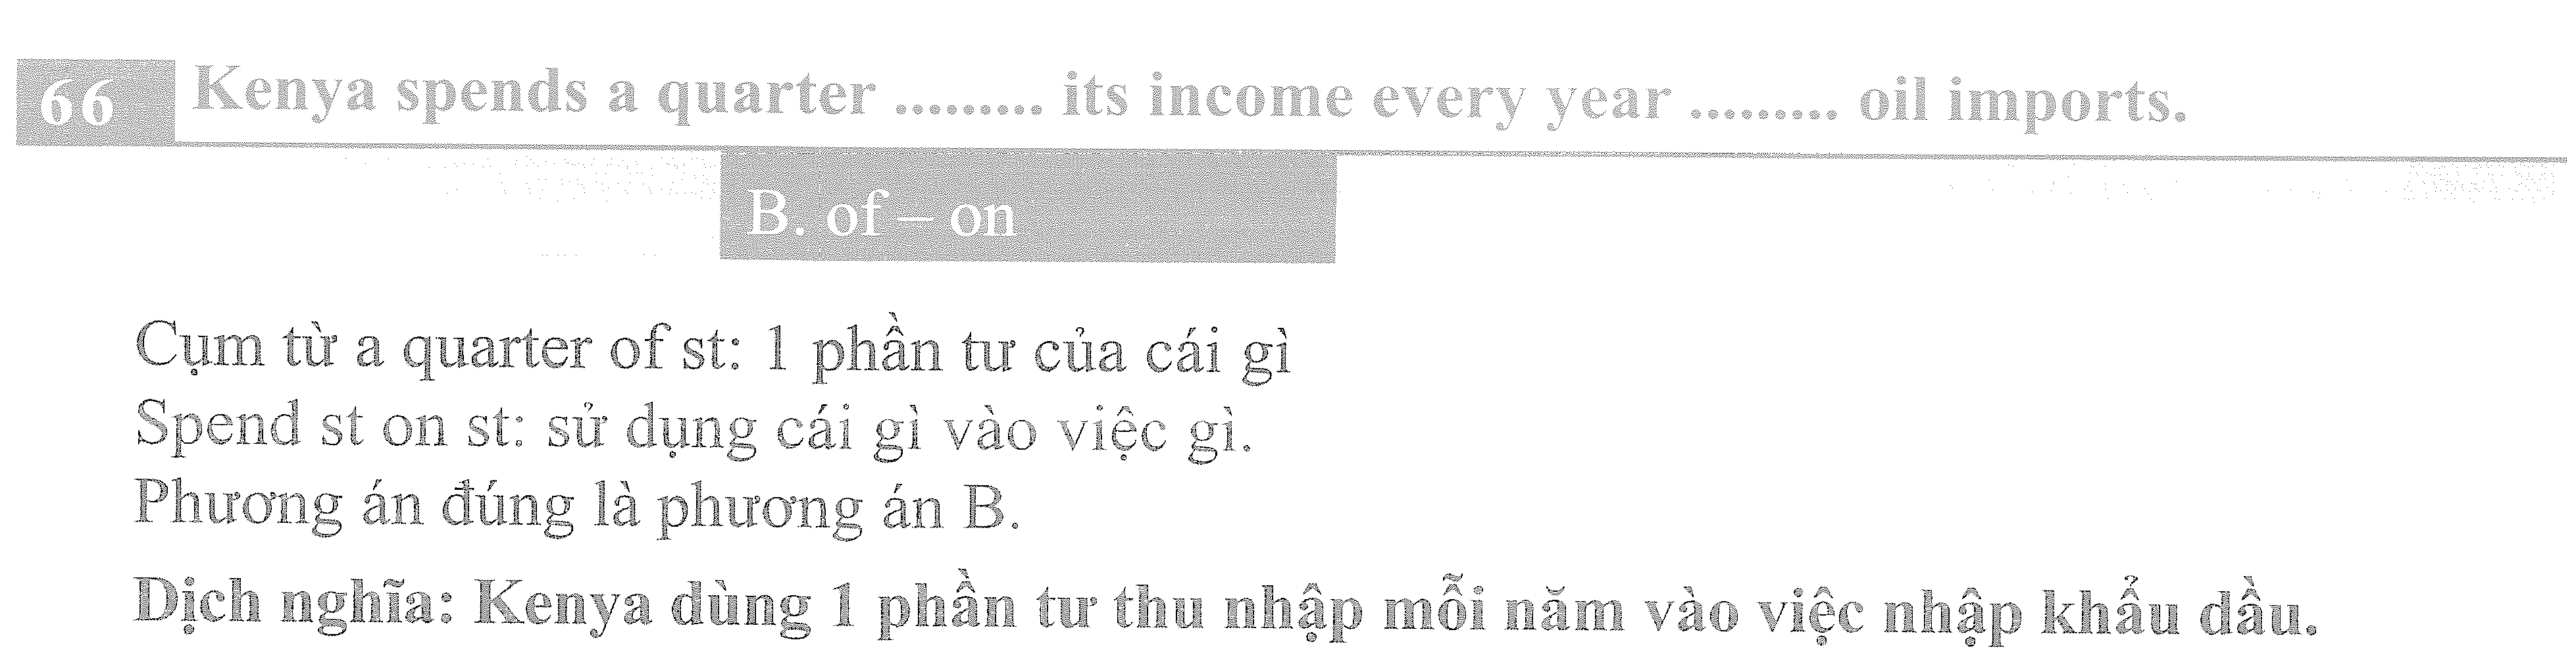 66 Kenya spends a quarter ......... its income every year ......... oil imports.
B. of – on
Cụm từ a quarter of st: 1 phần tư của cái gì
Spend st on st: sử dụng cái gì vào việc gì.
Phương án đúng là phương án B.
Dịch nghĩa: Kenya dùng 1 phần tư thu nhập mỗi năm vào việc nhập khẩu dầu.